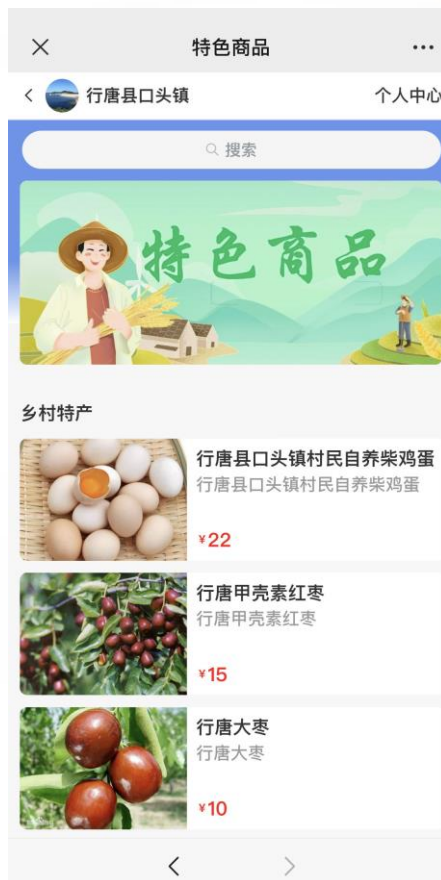 特色商品
行唐县口头镇
个人中心
搜索
特色商品
乡村特产
行唐县口头镇村民自养柴鸡蛋
行唐县口头镇村民自养柴鸡蛋
¥22
行唐甲壳素红枣
行唐甲壳素红枣
¥15
行唐大枣
行唐大枣
¥10